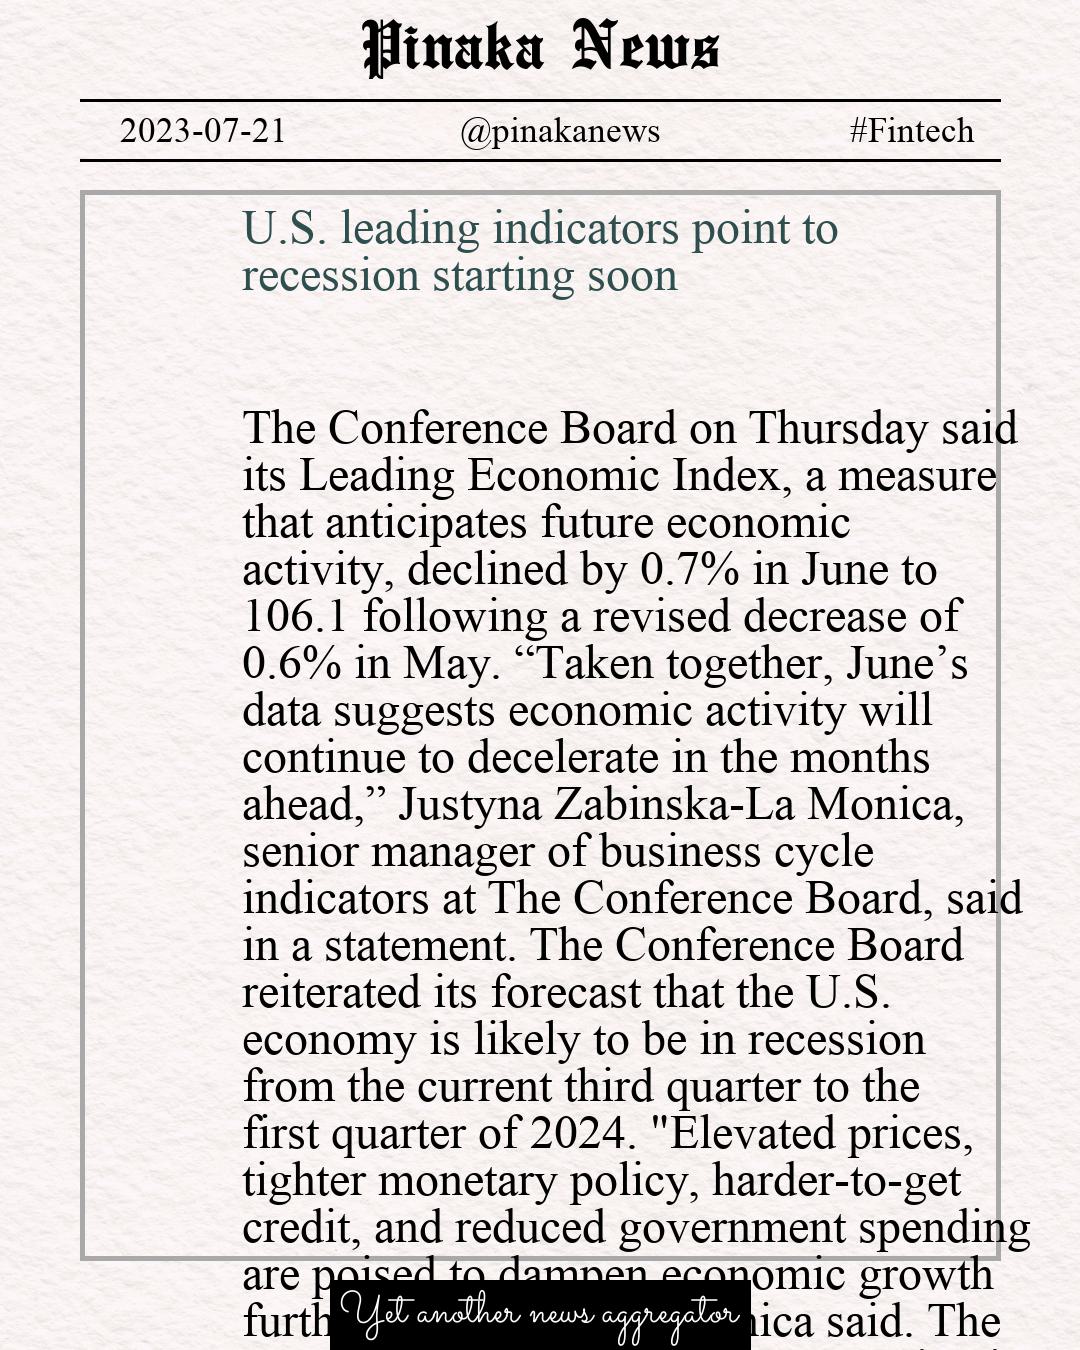 Pinaka News
2023-07-21 @pinakanews #Fintech
U.S. leading indicators point to
recession starting soon
The Conference Board on Thursday said
its Leading Economic Index, a measure
that anticipates future economic
activity, declined by 0.7% in June to
106.1 following a revised decrease of
0.6% in May. “Taken together, June’s
data suggests economic activity will
continue to decelerate in the months
ahead,” Justyna Zabinska-La Monica,
senior manager of business cycle
indicators at The Conference Board, said
in a statement. The Conference Board
reiterated its forecast that the U.S.
economy is likely to be in recession
from the current third quarter to the
first quarter of 2024. "Elevated prices,
tighter monetary policy, harder-to-get
credit, and reduced government spending
are poised to dampen economic growth
said. The
Yet another news aggregator